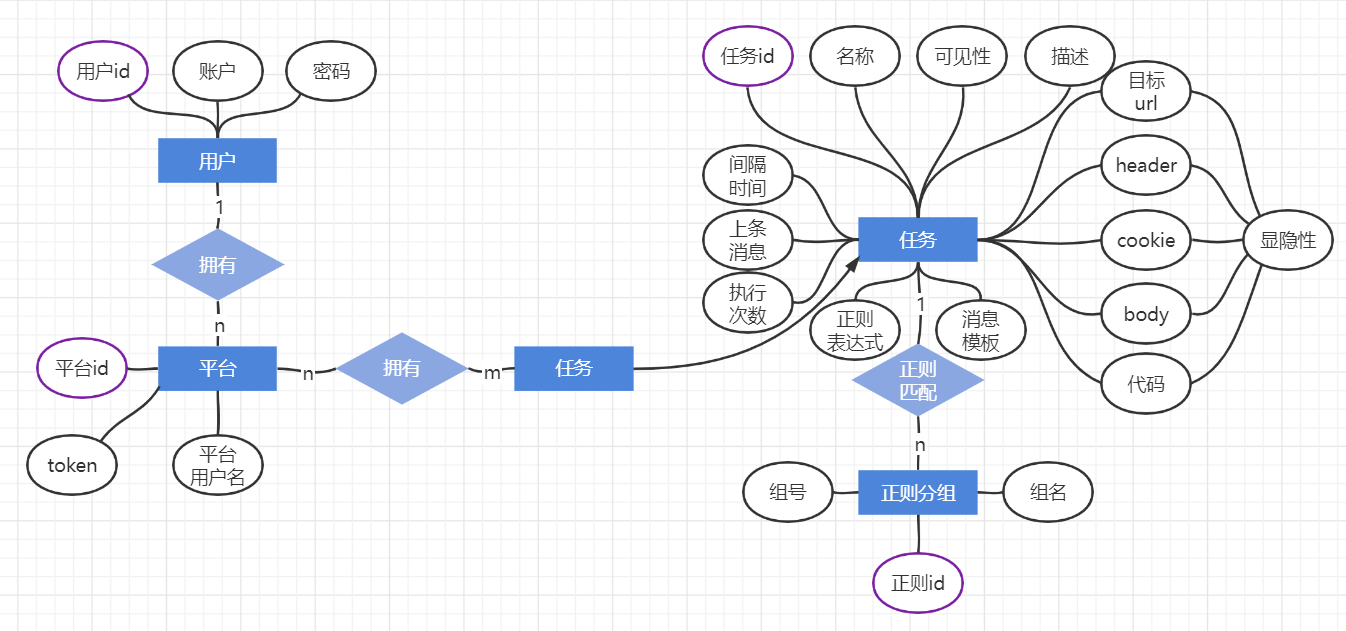 用户id
账户
密码
用户
1
拥有
n
平台id
平台
n
拥有
m
任务
token
平台
用户名
任务id
名称
可见性
描述
目标
url
间隔
时间
header
上条
消息
任务
cookie
显隐性
执行
次数
正则
表达式
1
消息
模板
body
正则
匹配
代码
n
组号
正则分组
组名
正则id